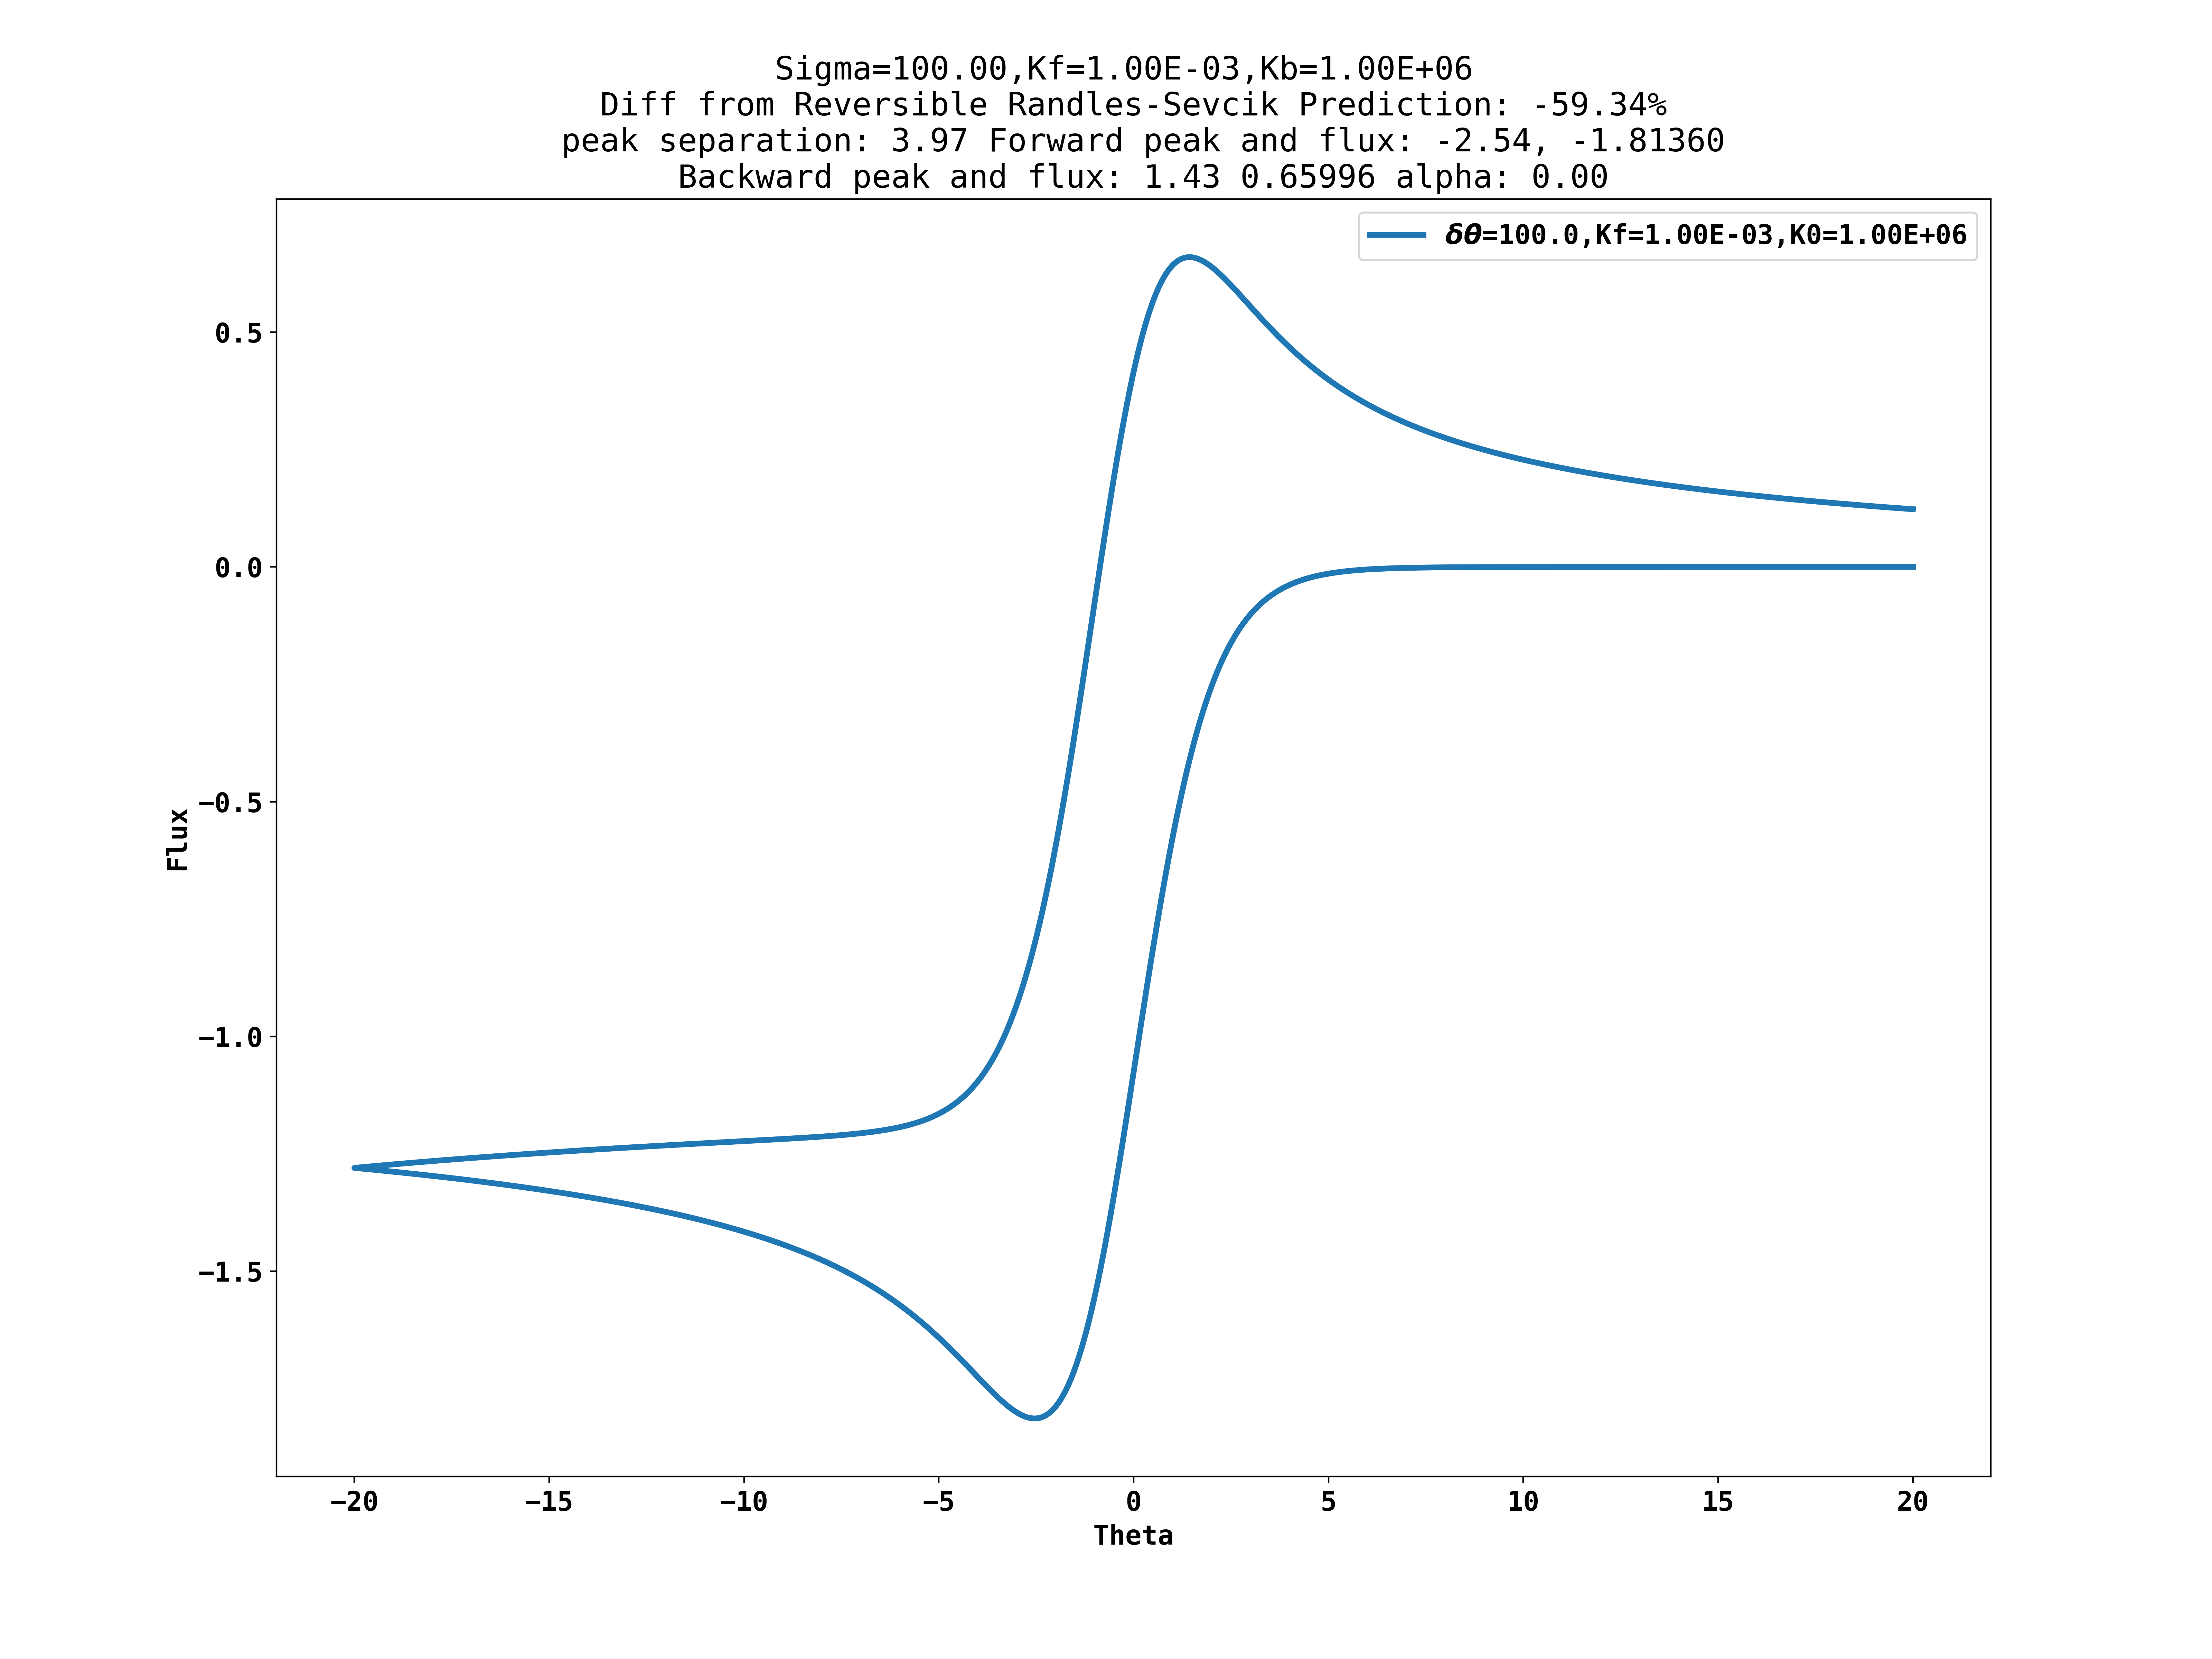 Sigma=100.00,Kf=1.00E-03,Kb=1.00E+06
Diff from Reversible Randles-Sevcik Prediction: -59.34%
peak separation: 3.97 Forward peak and flux: -2.54, -1.81360
Backward peak and flux: 1.43 0.65996 alpha: 0.00
δθ=100.0,Kf=1.00E-03,K0=1.00E+06
0.5
0.0
−0.5
−1.0
−1.5
Flux
−20 −15 −10 −5 0 5 10 15 20
Theta